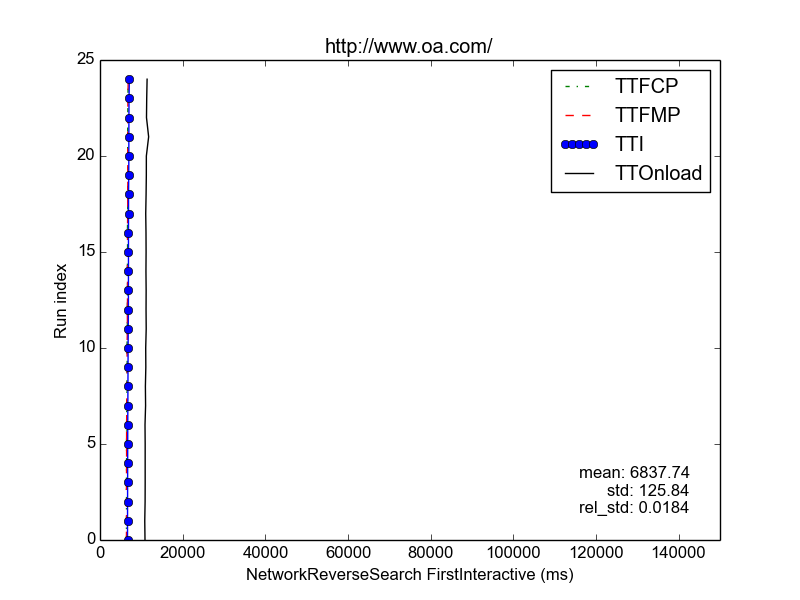 http://www.oa.com/
25
20
15
10
5
0
Run index
TTFCP
TTFMP
TTI
TTOnload
mean: 6837.74
std: 125.84
rel_std: 0.0184
0 20000 40000 60000 80000 100000 120000 140000
NetworkReverseSearch FirstInteractive (ms)